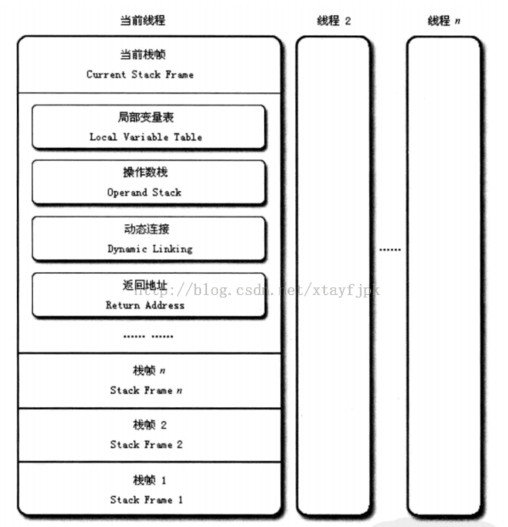 当前线程
线程 2
线程 n
当前栈帧
Current Stack Frame
局部变量表
Local Variable Table
操作数栈
Operand Stack
动态连接
Dynamic Linking
返回地址
http://blog.csdn.net/xtayfjpk
Return Address
…… ……
……
栈帧 n
Stack Frame n
栈帧 2
Stack Frame 2
栈帧 1
Stack Frame 1